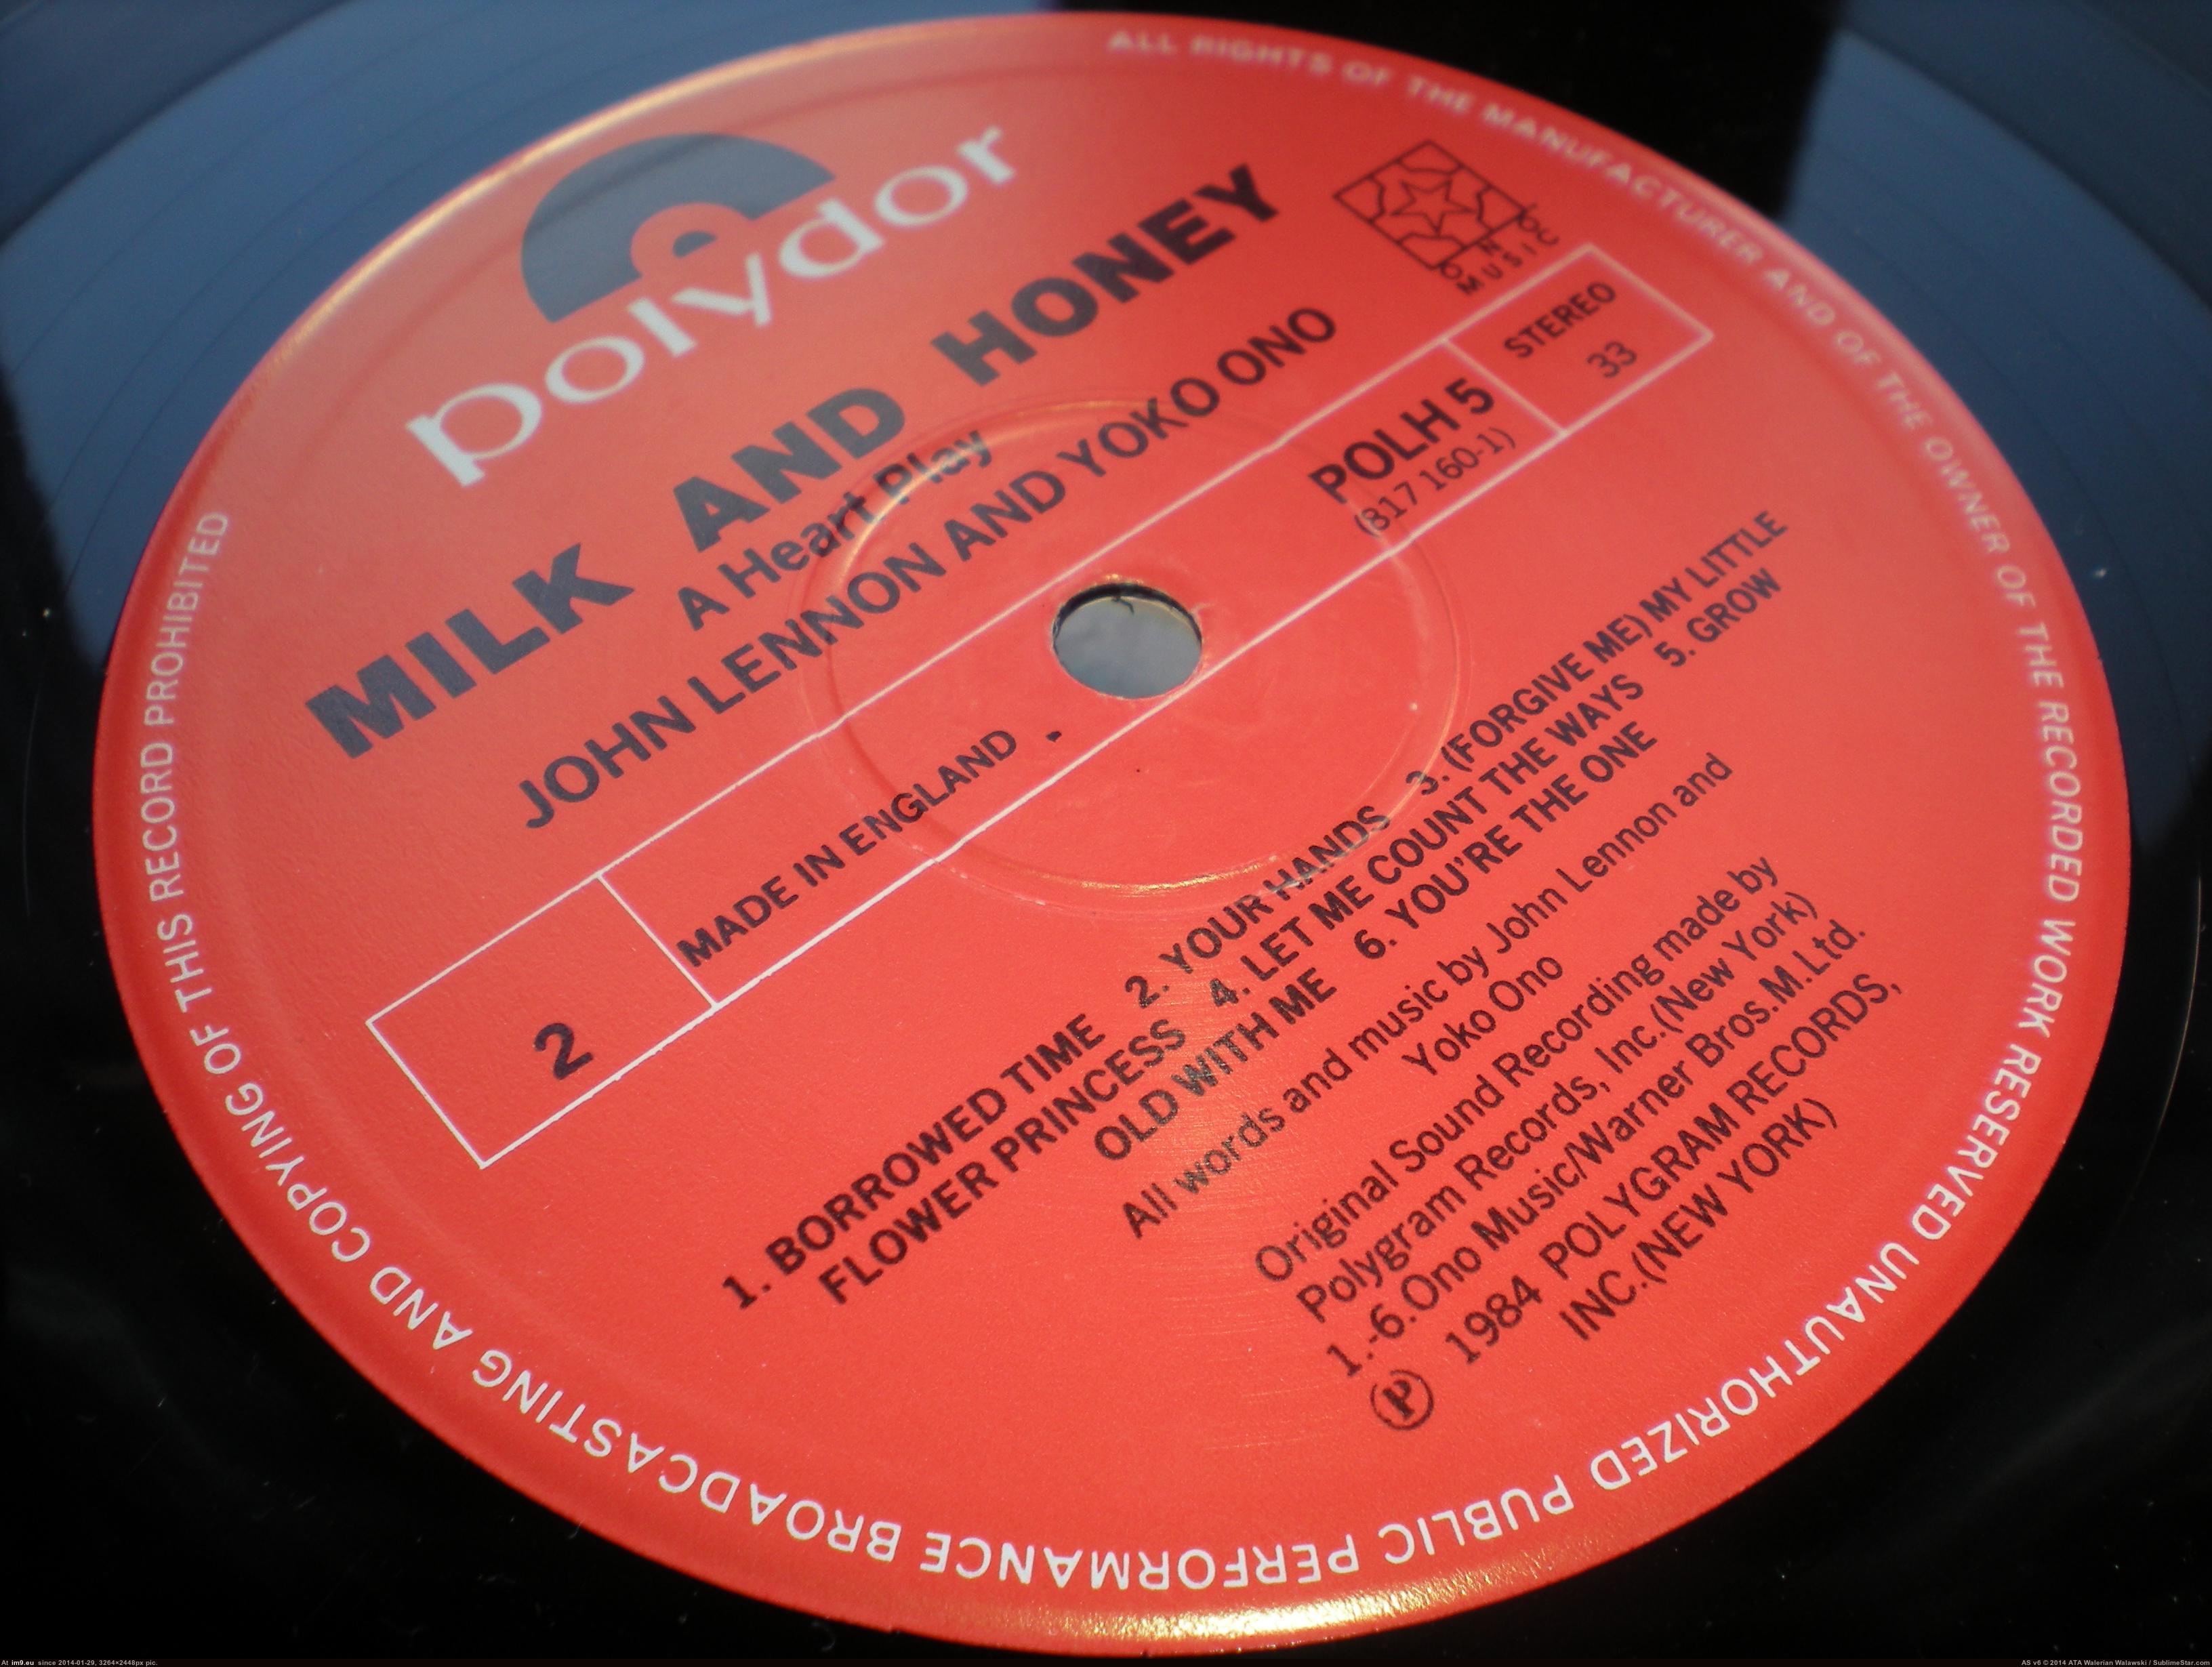 polydor
MILK AND HONEY
A Heart Play
JOHN LENNON AND YOKO ONO
ONO
MUSIC
STEREO
33
POLH 5
(817 160-1)
MADE IN ENGLAND
2
1. BORROWED TIME 2. YOUR HANDS 3. (FORGIVE ME) MY LITTLE
FLOWER PRINCESS 4. LET ME COUNT THE WAYS 5. GROW
OLD WITH ME 6. YOU'RE THE ONE
All words and music by John Lennon and
Yoko Ono
Original Sound Recording made by
Polygram Records, Inc.(New York)
1.-6.Ono Music/Warner Bros.M.Ltd.
Ⓟ 1984 POLYGRAM RECORDS,
INC.(NEW YORK)
ALL RIGHTS OF THE MANUFACTURER AND OF THE OWNER OF THE RECORDED WORK RESERVED UNAUTHORIZED PUBLIC PERFORMANCE BROADCASTING AND COPYING OF THIS RECORD PROHIBITED
At im9.eu since 2014-01-29, 3264×2448px pic.
AS v6 © 2014 ATA Walerian Walawski / SublimeStar.com